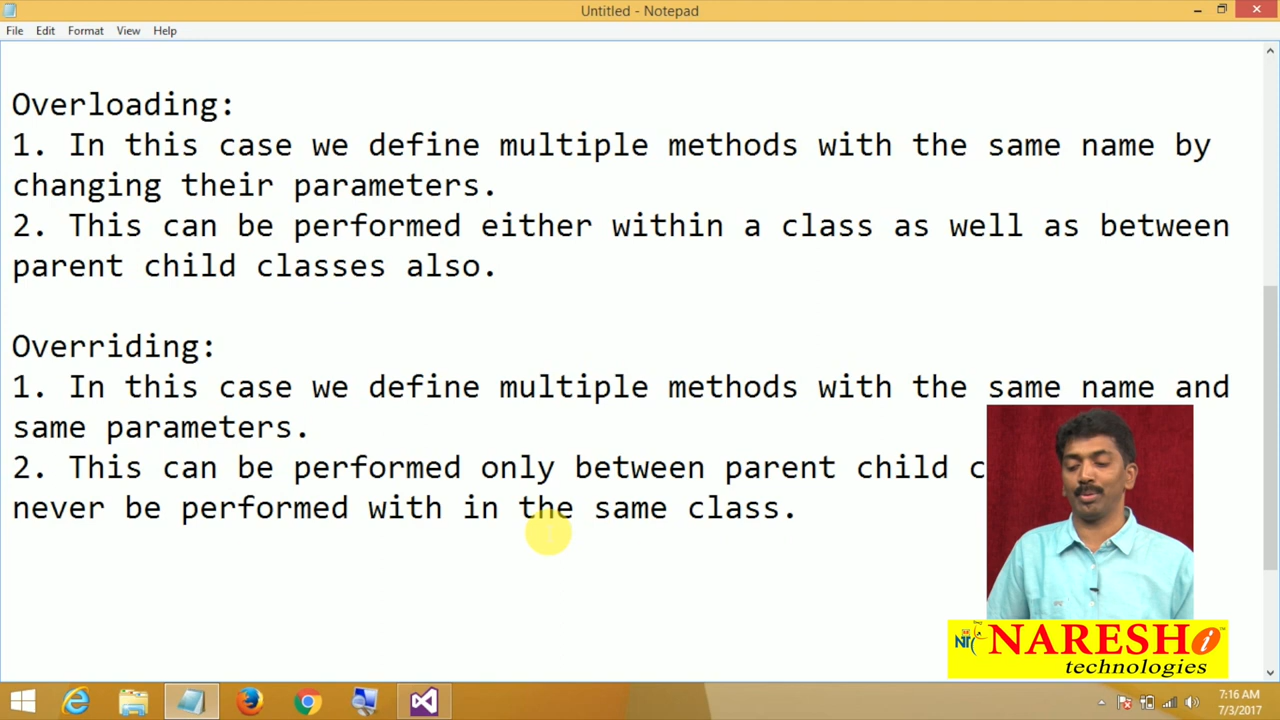 Untitled - Notepad
File Edit Format View Help
Overloading:
1. In this case we define multiple methods with the same name by
changing their parameters.
2. This can be performed either within a class as well as between
parent child classes also.
Overriding:
1. In this case we define multiple methods with the same name and
same parameters.
2. This can be performed only between parent child c
never be performed with in the same class.
NARESH i
technologies
7:16 AM
7/3/2017